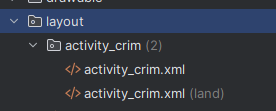 layout
activity_crim (2)
activity_crim.xml
activity_crim.xml (land)